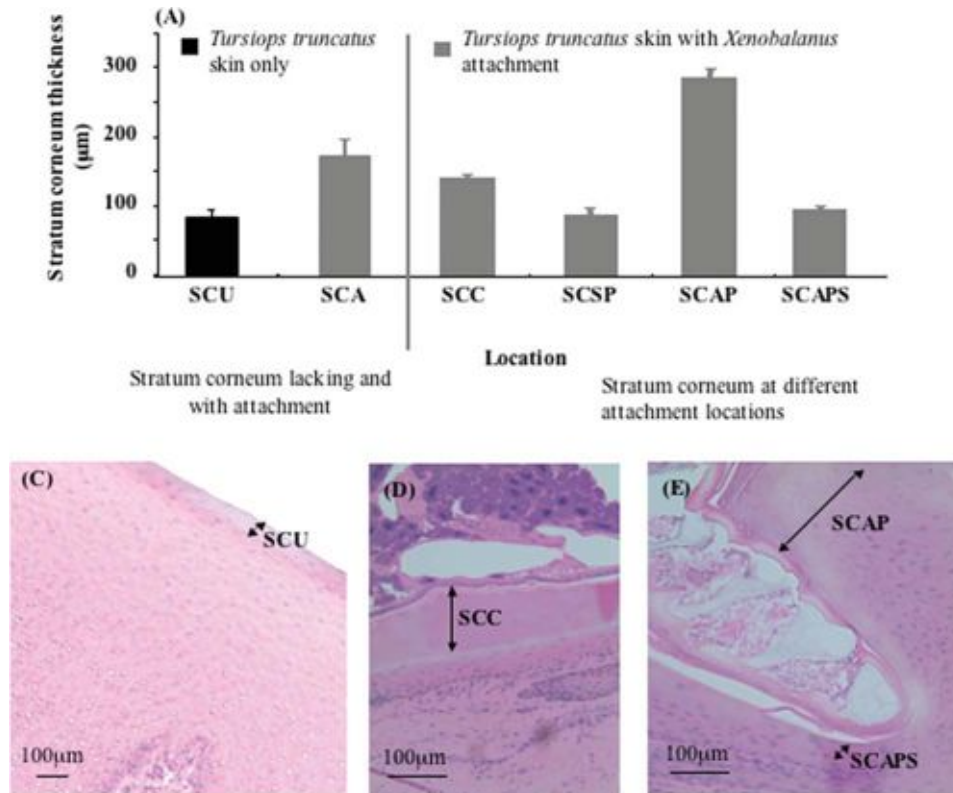 (A)
Tursiops trucatus
skin only
Tursiops truncatus skin with Xenobalanus
attachment
Stratum corneum thickness
(µm)
300
200
100
0
SCU
SCA
SCC
SCSP
SCAP
SCAPS
Location
Stratum corneum lacking and
with attachment
Stratum corneum at different
attachment locations
(C)
SCU
100µm
(D)
SCC
100µm
(E)
SCAP
SCAPS
100µm